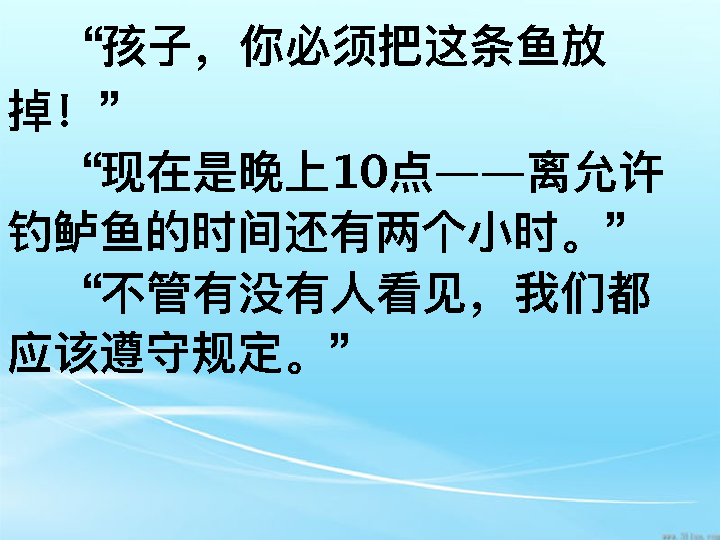 “孩子，你必须把这条鱼放
掉！”
“现在是晚上10点——离允许
钓鲈鱼的时间还有两个小时。”
“不管有没有人看见，我们都
应该遵守规定。”